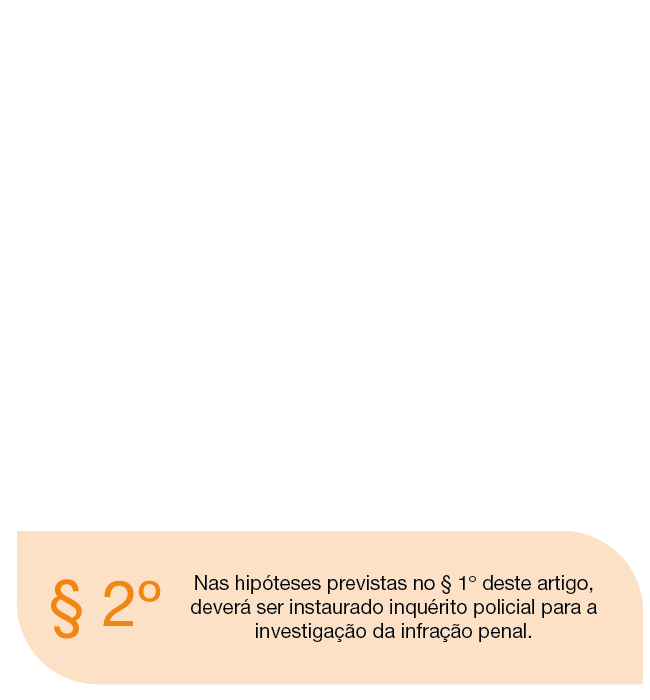 § 2º
Nas hipóteses previstas no § 1º deste artigo,
deverá ser instaurado inquérito policial para a
investigação da infração penal.